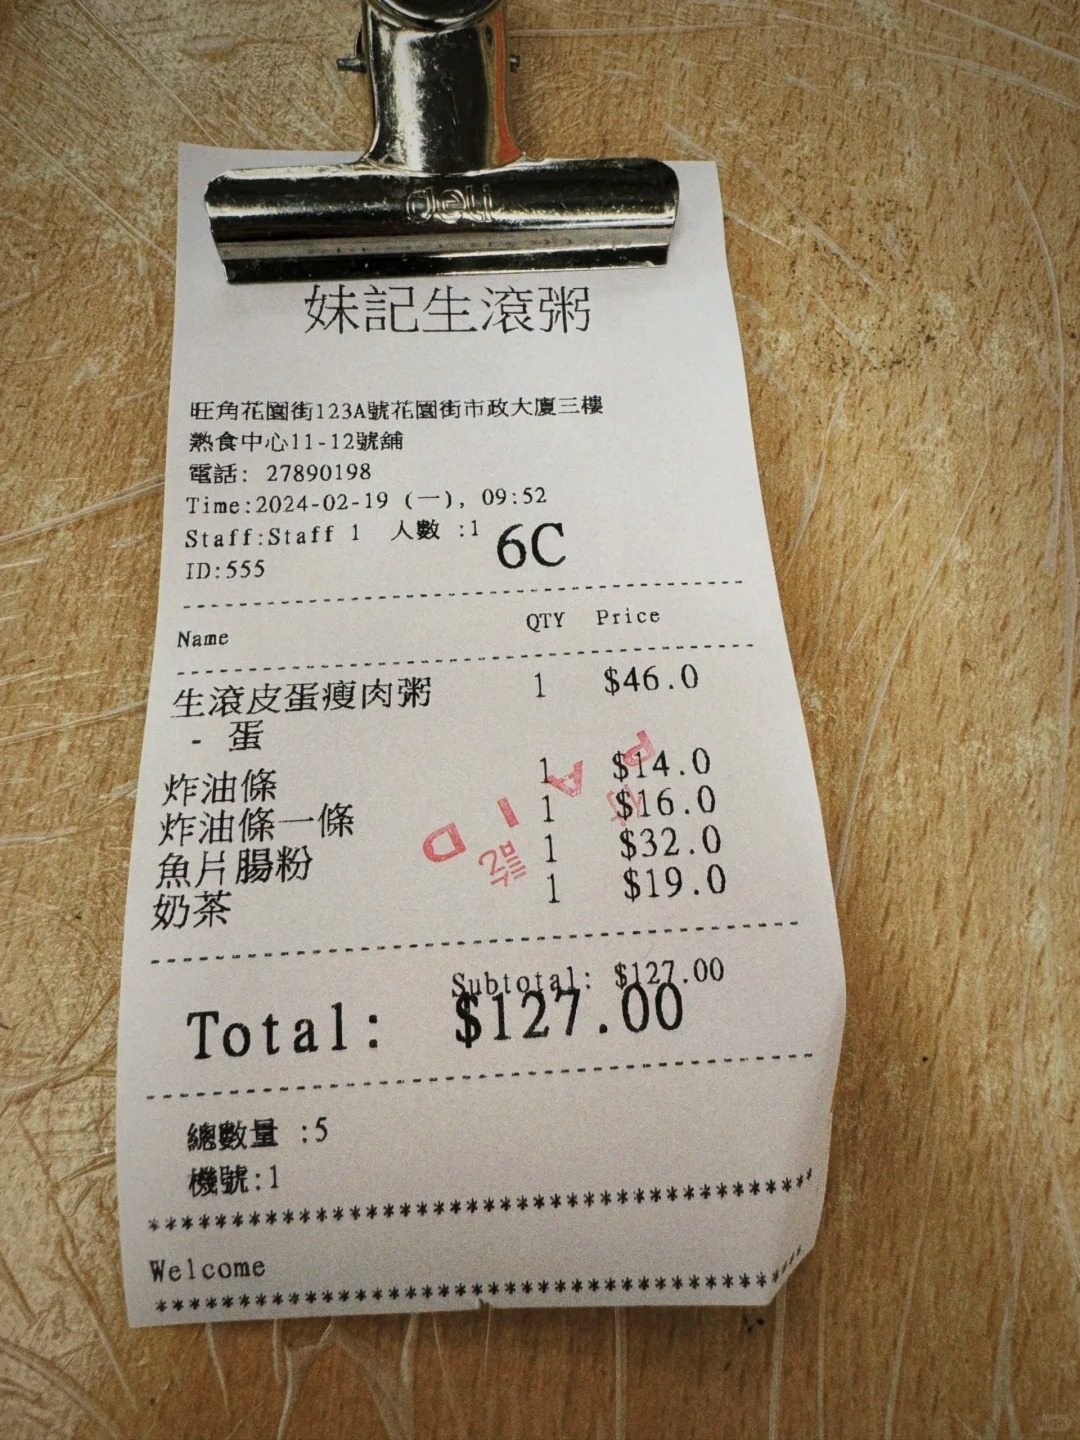 deli
妹記生滾粥
旺角花園街123A號花園街市政大廈三樓
熟食中心11-12號舖
電話: 27890198
Time:2024-02-19 (一), 09:52
Staff:Staff 1 人數 :1 6C
ID:555
Name QTY Price
生滾皮蛋瘦肉粥 1 $46.0
- 蛋
炸油條 1 $14.0
炸油條一條 1 $16.0
魚片腸粉 1 $32.0
奶茶 1 $19.0
PAID
妹記
Subtotal: $127.00
Total: $127.00
總數量 :5
機號:1
****************************************
Welcome
****************************************
小红书